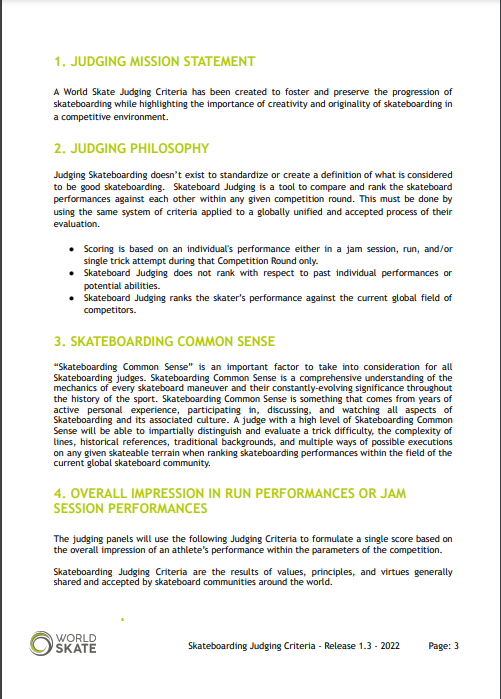 1. JUDGING MISSION STATEMENT
A World Skate Judging Criteria has been created to foster and preserve the progression of
skateboarding while highlighting the importance of creativity and originality of skateboarding in
a competitive environment.
2. JUDGING PHILOSOPHY
Judging Skateboarding doesn't exist to standardize or create a definition of what is considered
to be good skateboarding. Skateboard Judging is a tool to compare and rank the skateboard
performances against each other within any given competition round. This must be done by
using the same system of criteria applied to a globally unified and accepted process of their
evaluation.
• Scoring is based on an individual's performance either in a jam session, run, and/or
single trick attempt during that Competition Round only.
• Skateboard Judging does not rank with respect to past individual performances or
potential abilities.
• Skateboard Judging ranks the skater's performance against the current global field of
competitors.
3. SKATEBOARDING COMMON SENSE
“Skateboarding Common Sense” is an important factor to take into consideration for all
Skateboarding judges. Skateboarding Common Sense is a comprehensive understanding of the
mechanics of every skateboard maneuver and their constantly-evolving significance throughout
the history of the sport. Skateboarding Common Sense is something that comes from years of
active personal experience, participating in, discussing, and watching all aspects of
Skateboarding and its associated culture. A judge with a high level of Skateboarding Common
Sense will be able to impartially distinguish and evaluate a trick difficulty, the complexity of
lines, historical references, traditional backgrounds, and multiple ways of possible executions
on any given skateable terrain when ranking skateboarding performances within the field of the
current global skateboard community.
4. OVERALL IMPRESSION IN RUN PERFORMANCES OR JAM
SESSION PERFORMANCES
The judging panels will use the following Judging Criteria to formulate a single score based on
the overall impression of an athlete's performance within the parameters of the competition.
Skateboarding Judging Criteria are the results of values, principles, and virtues generally
shared and accepted by skateboard communities around the world.
WORLD
SKATE
Skateboarding Judging Criteria - Release 1.3 - 2022 Page: 3